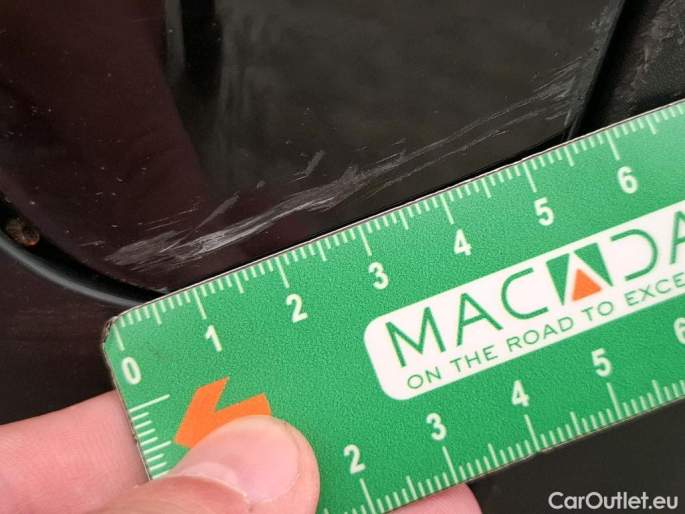 0 1 2 3 4 5 6
MACADA
ON THE ROAD TO EXCE
2 3 4 5 6
CarOutlet.eu